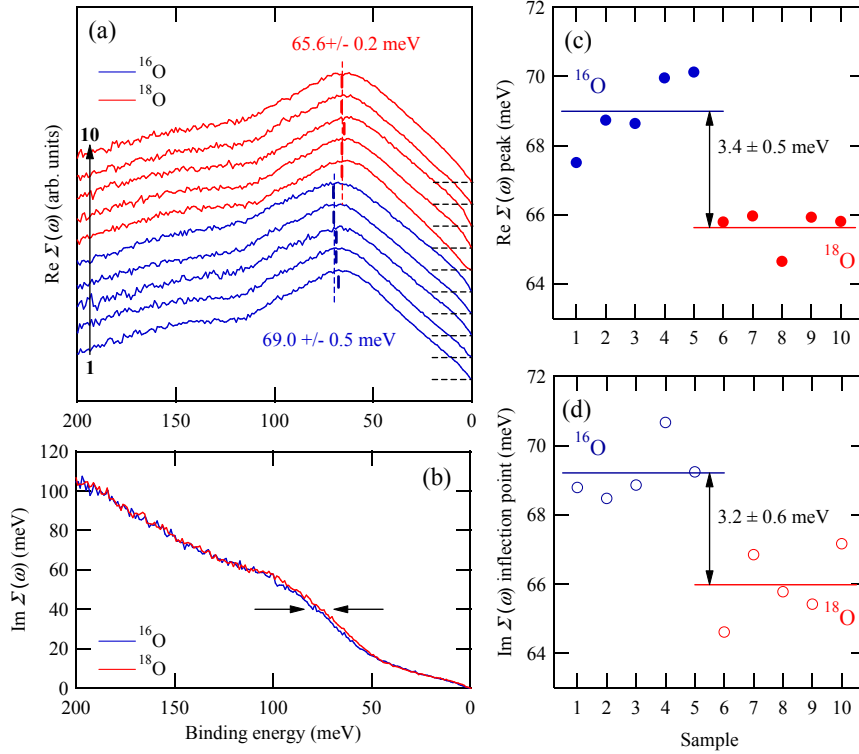 (a)
65.6+/- 0.2 meV
¹⁶O
¹⁸O
10
1
69.0 +/- 0.5 meV
Re Σ(ω) (arb. units)
200 150 100 50 0
(b)
120
100
80
60
40
20
0
Im Σ(ω) (meV)
¹⁶O
¹⁸O
200 150 100 50 0
Binding energy (meV)
(c)
72
70
68
66
64
Re Σ(ω) peak (meV)
¹⁶O
3.4 ± 0.5 meV
¹⁸O
1 2 3 4 5 6 7 8 9 10
(d)
72
70
68
66
64
Im Σ(ω) inflection point (meV)
¹⁶O
3.2 ± 0.6 meV
¹⁸O
1 2 3 4 5 6 7 8 9 10
Sample